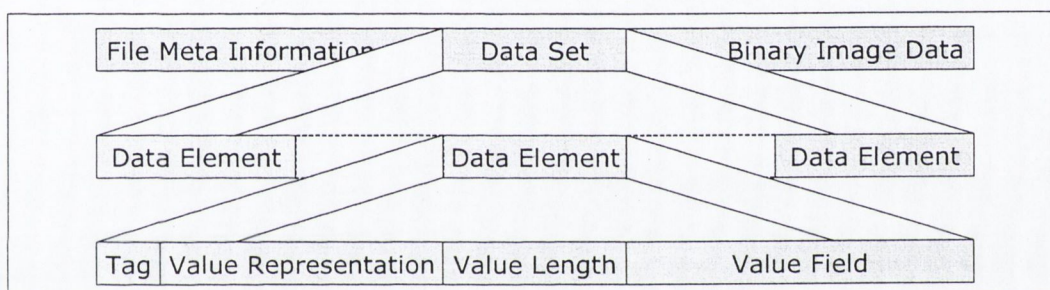 File Meta Information Data Set Binary Image Data
Data Element Data Element Data Element
Tag Value Representation Value Length Value Field